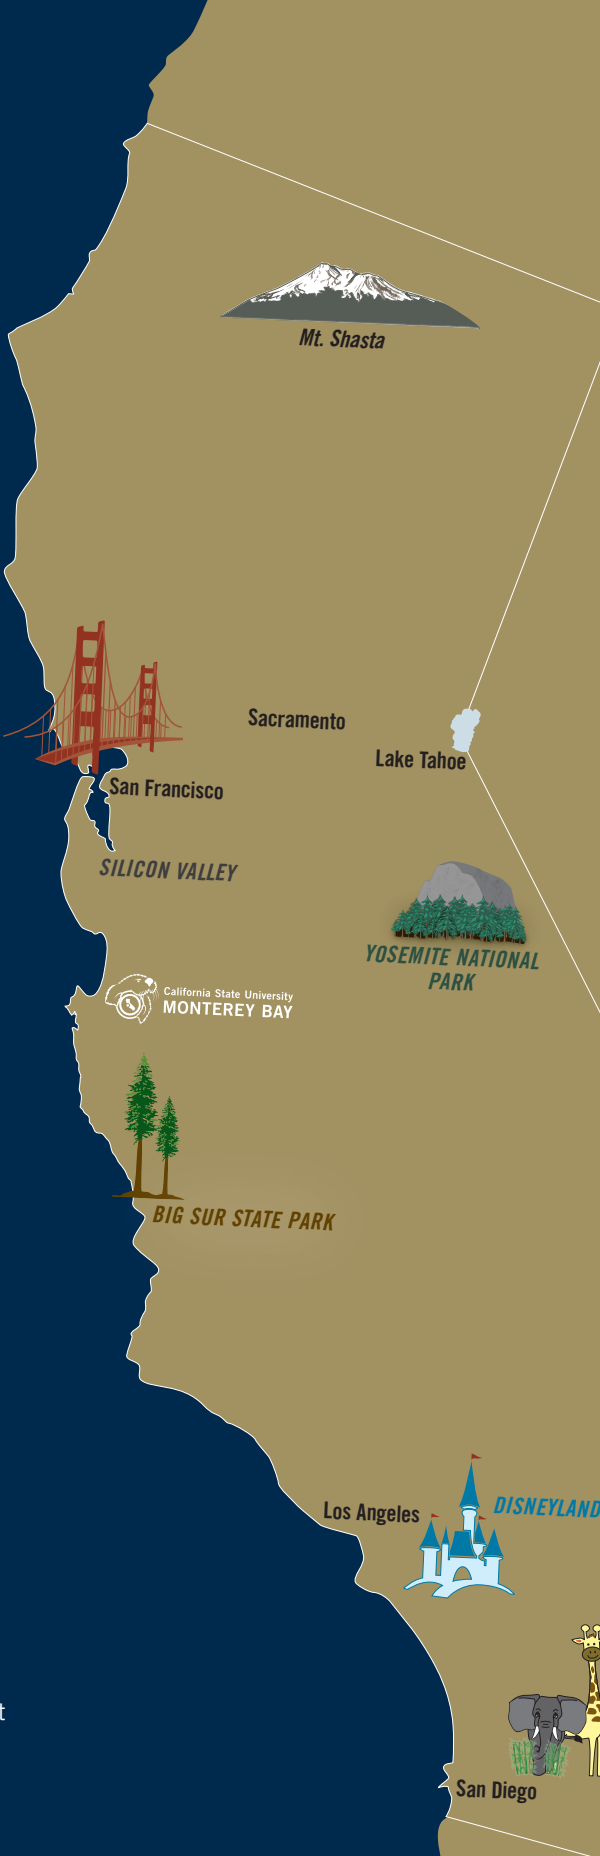 Mt. Shasta
Sacramento
Lake Tahoe
San Francisco
SILICON VALLEY
YOSEMITE NATIONAL
PARK
California State University
MONTEREY BAY
BIG SUR STATE PARK
Los Angeles
DISNEYLAND
t
San Diego